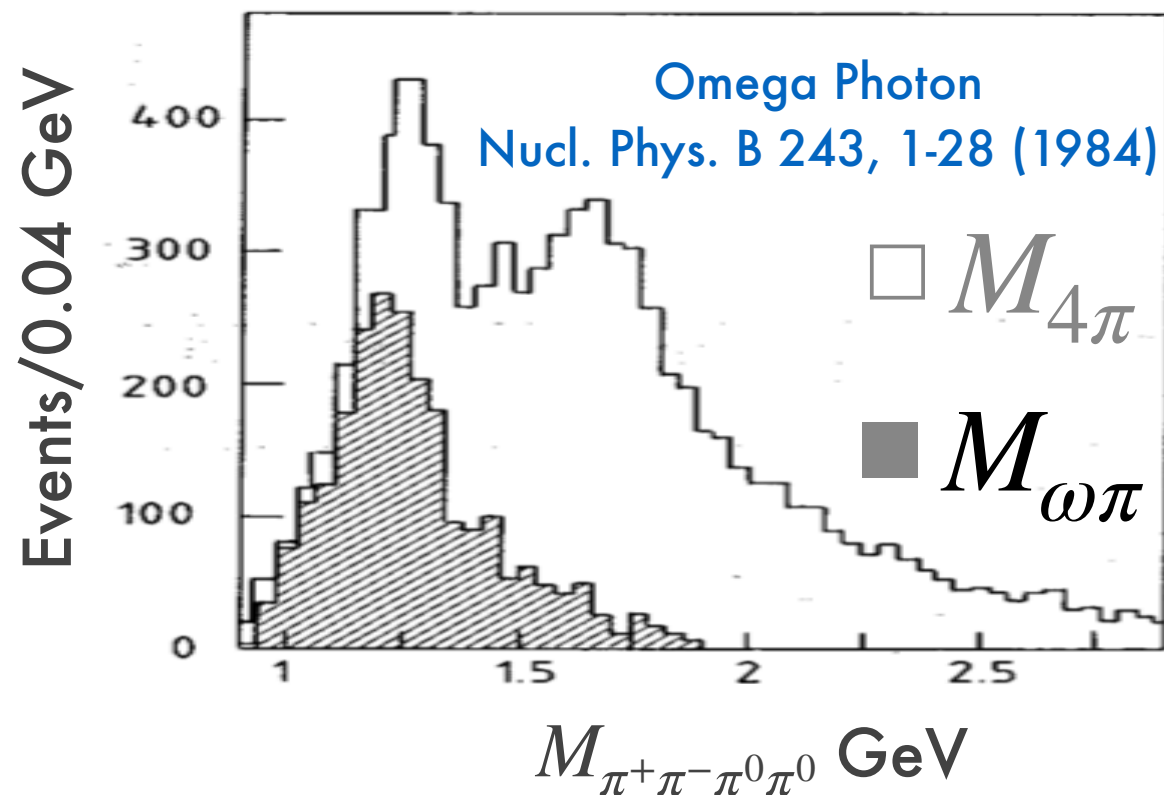 Events/0.04 GeV
400
300
200
100
0
Omega Photon
Nucl. Phys. B 243, 1-28 (1984)
M4π
Mωπ
1
1.5
2
2.5
Mπ+π−π0π0 GeV